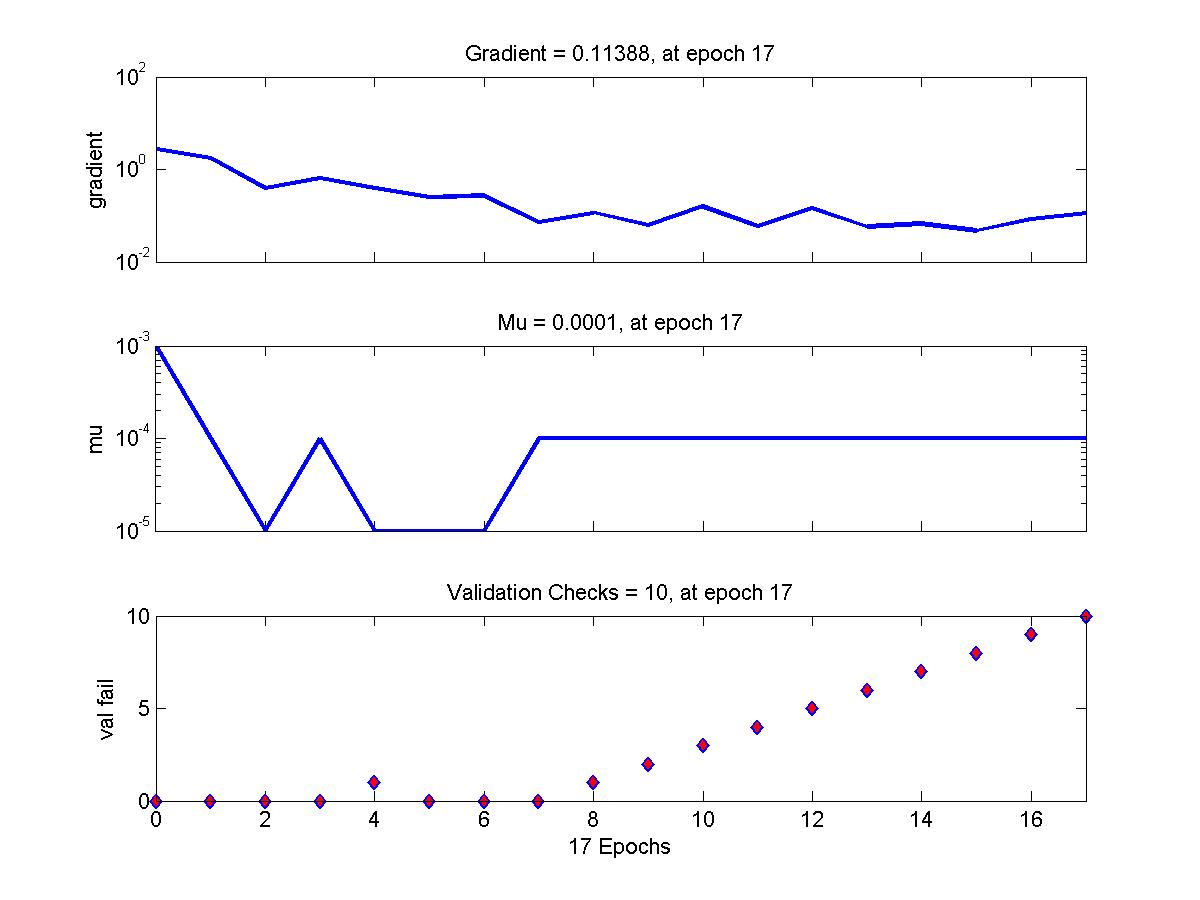 Gradient = 0.11388, at epoch 17
10^2
10^0
10^-2
gradient
Mu = 0.0001, at epoch 17
10^-3
10^-4
10^-5
mu
Validation Checks = 10, at epoch 17
10
5
0
val fail
0 2 4 6 8 10 12 14 16
17 Epochs